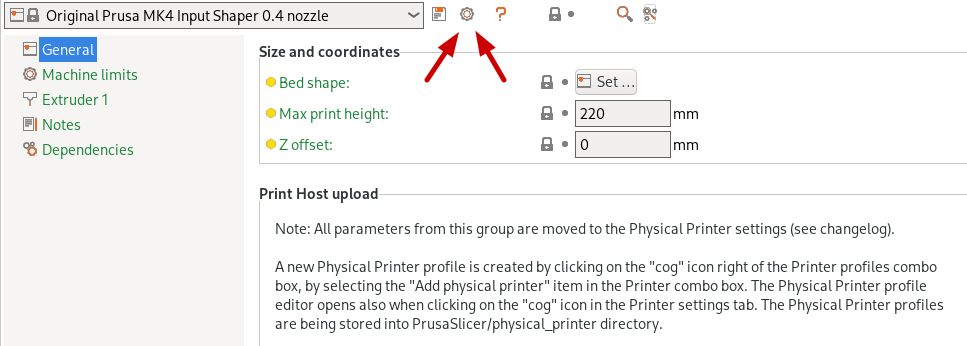 Original Prusa MK4 Input Shaper 0.4 nozzle
General
Machine limits
Extruder 1
Notes
Dependencies
Size and coordinates
Bed shape:
Set ...
Max print height:
220
mm
Z offset:
0
mm
Print Host upload
Note: All parameters from this group are moved to the Physical Printer settings (see changelog).
A new Physical Printer profile is created by clicking on the "cog" icon right of the Printer profiles combo
box, by selecting the "Add physical printer" item in the Printer combo box. The Physical Printer profile
editor opens also when clicking on the "cog" icon in the Printer settings tab. The Physical Printer profiles
are being stored into PrusaSlicer/physical_printer directory.